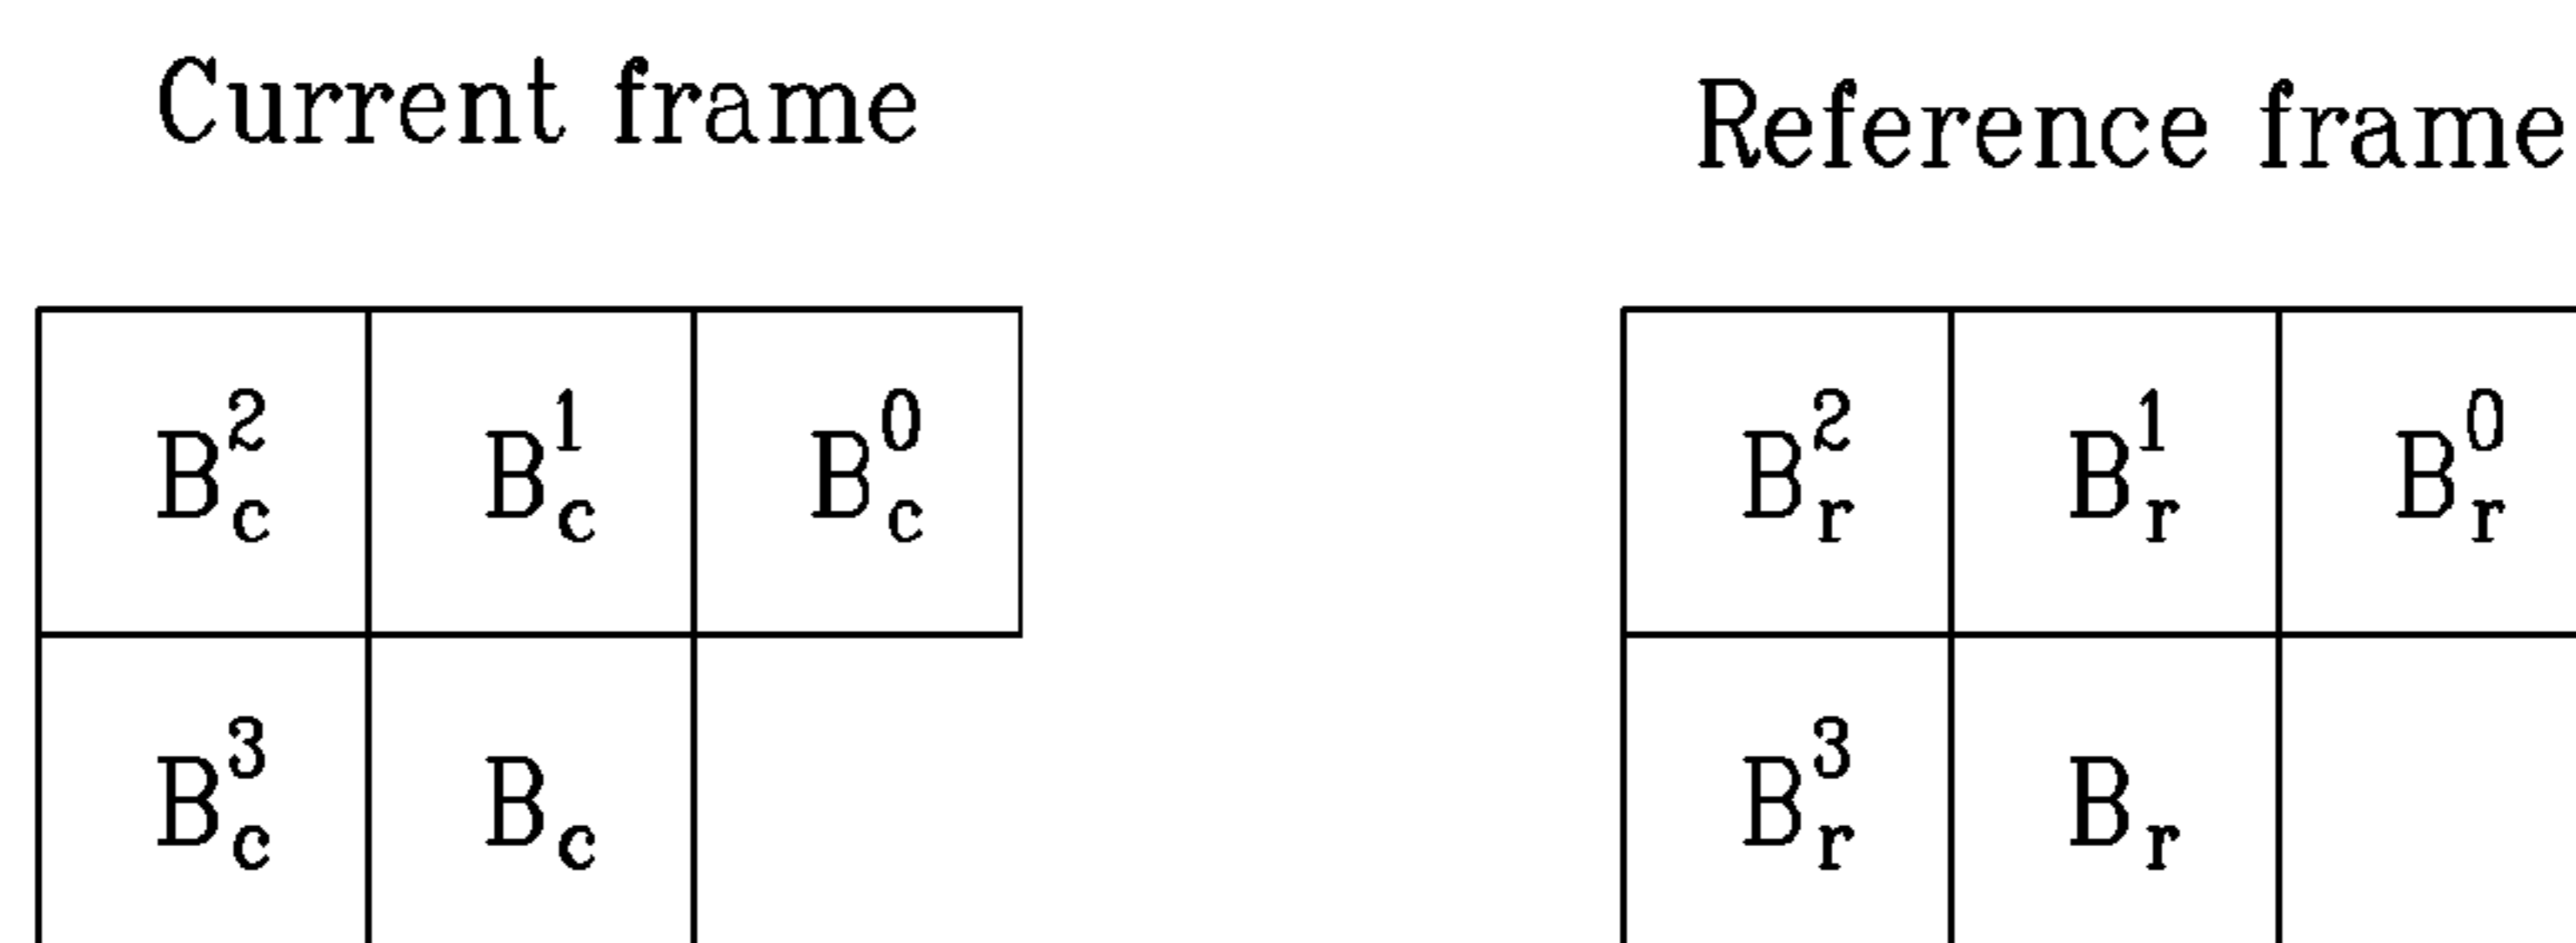 Current frame
Reference frame
B_c^2 B_c^1 B_c^0
B_r^2 B_r^1 B_r^0
B_c^3 B_c
B_r^3 B_r